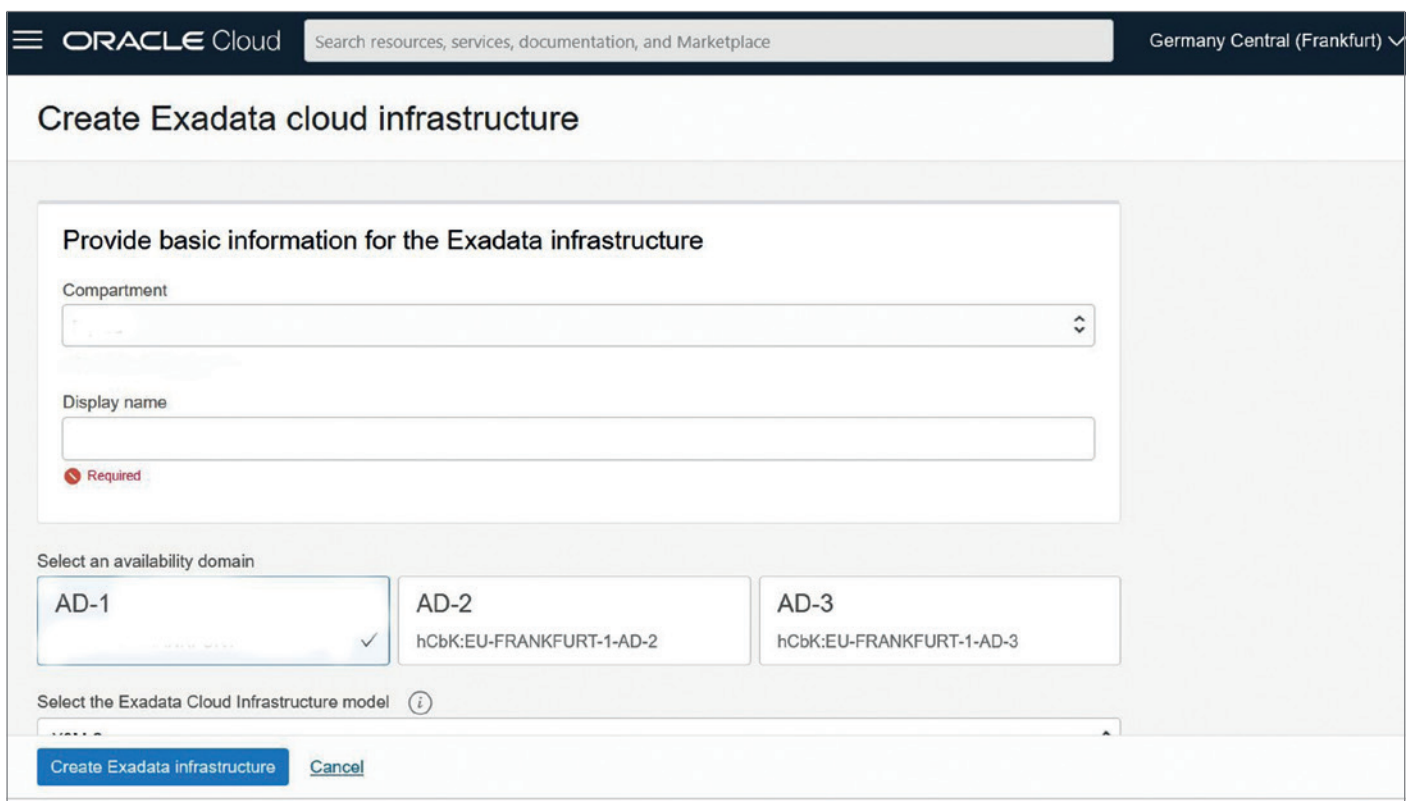 ORACLE Cloud
Search resources, services, documentation, and Marketplace
Germany Central (Frankfurt)
Create Exadata cloud infrastructure
Provide basic information for the Exadata infrastructure
Compartment
Display name
Required
Select an availability domain
AD-1
AD-2
hCbK:EU-FRANKFURT-1-AD-2
AD-3
hCbK:EU-FRANKFURT-1-AD-3
Select the Exadata Cloud Infrastructure model
Create Exadata infrastructure
Cancel